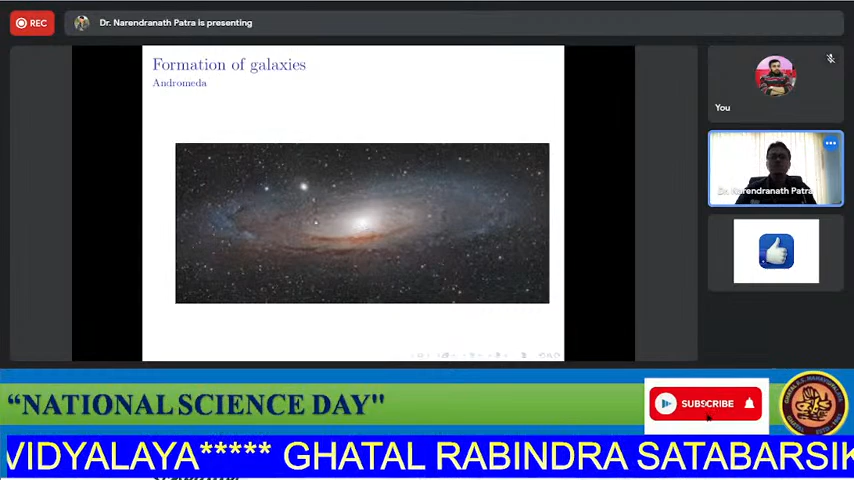 REC
Dr. Narendranath Patra is presenting
Formation of galaxies
Andromeda
You
Dr. Narendranath Patra
"NATIONAL SCIENCE DAY"
SUBSCRIBE
VIDYALAYA***** GHATAL RABINDRA SATABARSIK